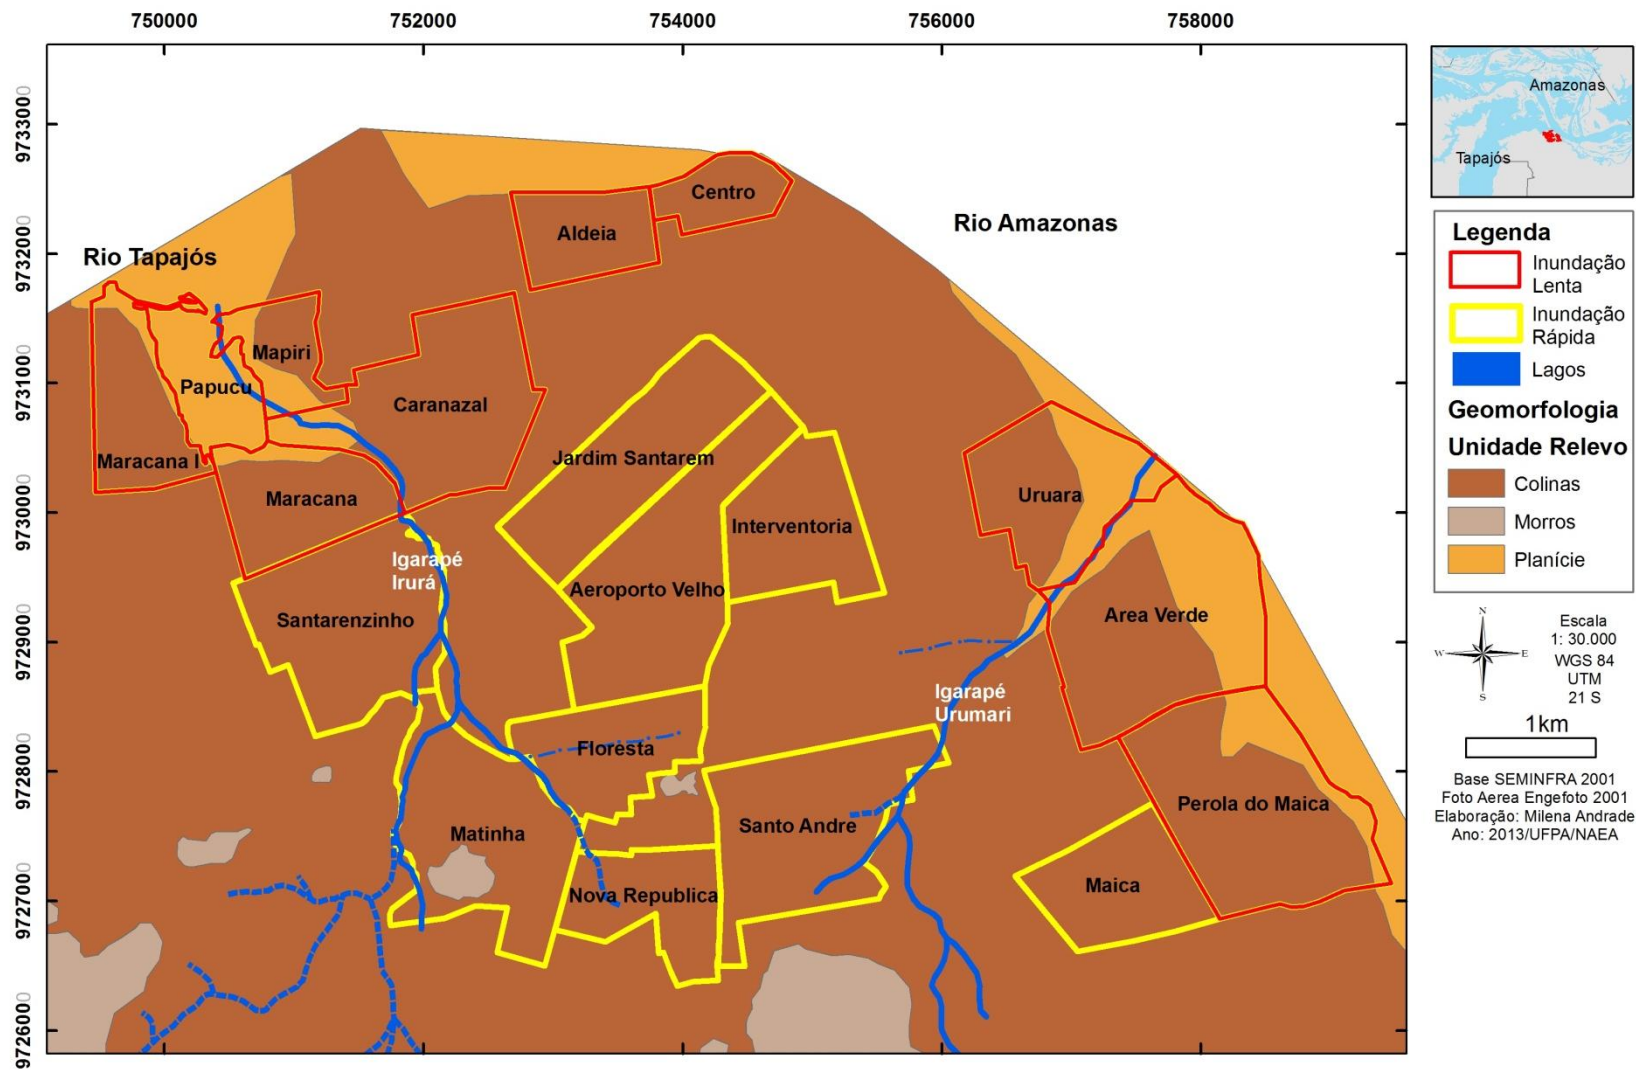 750000
752000
754000
756000
758000
9733000
9732000
9731000
9730000
9729000
9728000
9727000
9726000
Rio Tapajós
Rio Amazonas
Centro
Aldeia
Mapiri
Papucu
Caranazal
Maracana I
Maracana
Jardim Santarem
Interventoria
Uruara
Igarapé
Irurá
Santarenzinho
Aeroporto Velho
Area Verde
Igarapé
Urumari
Floresta
Matinha
Santo Andre
Perola do Maica
Nova Republica
Maica
Amazonas
Tapajós
Legenda
Inundação
Lenta
Inundação
Rápida
Lagos
Geomorfologia
Unidade Relevo
Colinas
Morros
Planície
N
W
E
S
Escala
1: 30.000
WGS 84
UTM
21 S
1km
Base SEMINFRA 2001
Foto Aerea Engefoto 2001
Elaboração: Milena Andrade
Ano: 2013/UFPA/NAEA